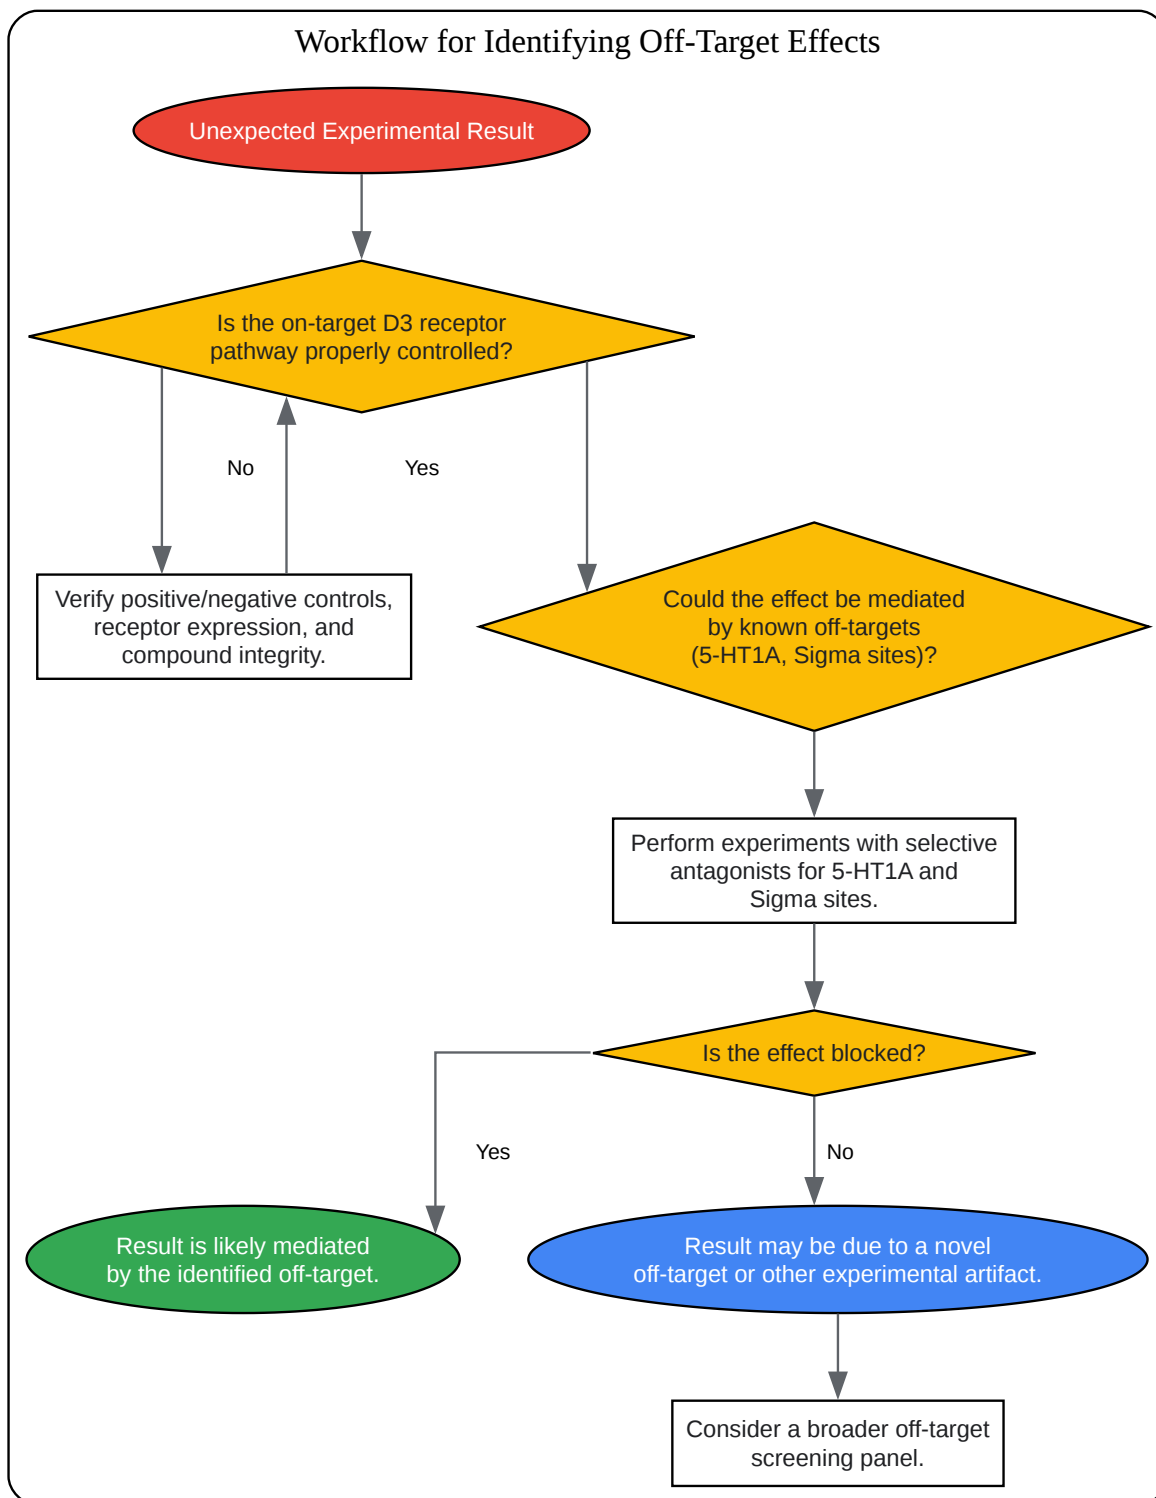 Workflow for Identifying Off-Target Effects
Unexpected Experimental Result
Is the on-target D3 receptor
pathway properly controlled?
No
Yes
Verify positive/negative controls,
receptor expression, and
compound integrity.
Could the effect be mediated
by known off-targets
(5-HT1A, Sigma sites)?
Perform experiments with selective
antagonists for 5-HT1A and
Sigma sites.
Is the effect blocked?
Yes
No
Result is likely mediated
by the identified off-target.
Result may be due to a novel
off-target or other experimental artifact.
Consider a broader off-target
screening panel.